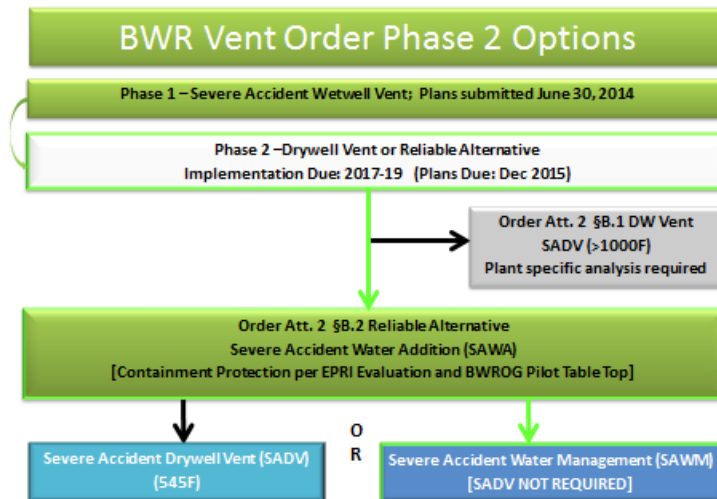 BWR Vent Order Phase 2 Options
Phase 1 – Severe Accident Wetwell Vent; Plans submitted June 30, 2014
Phase 2 –Drywell Vent or Reliable Alternative
Implementation Due: 2017-19 (Plans Due: Dec 2015)
Order Att. 2 §B.1 DW Vent
SADV (>1000F)
Plant specific analysis required
Order Att. 2 §B.2 Reliable Alternative
Severe Accident Water Addition (SAWA)
[Containment Protection per EPRI Evaluation and BWROG Pilot Table Top]
Severe Accident Drywell Vent (SADV)
(545F)
O
R
Severe Accident Water Management (SAWM)
[SADV NOT REQUIRED]